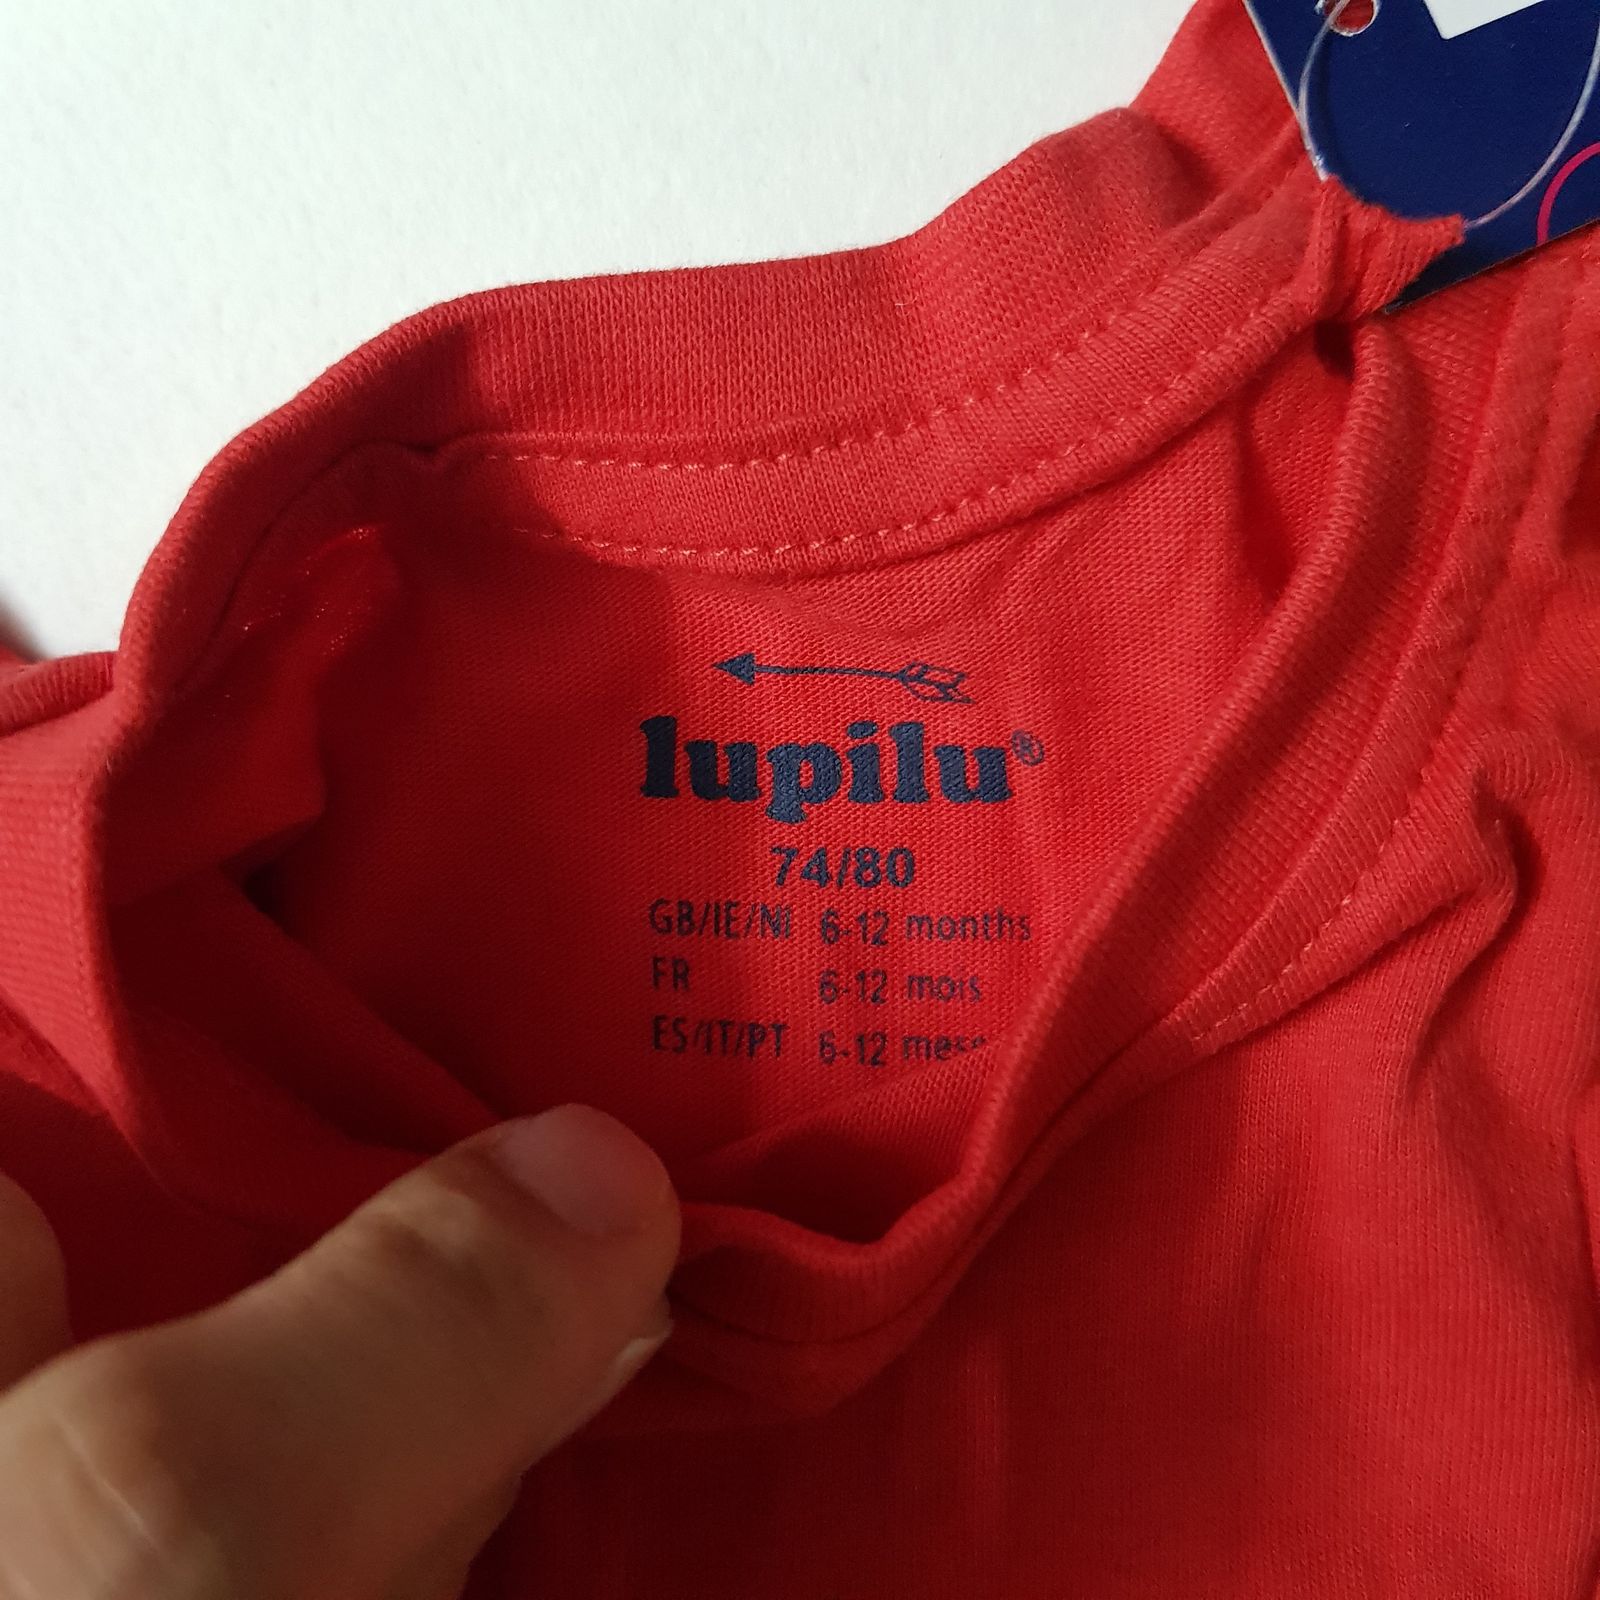 lupilu®
74/80
GB/IE/NI 6-12 months
FR 6-12 mois
ES/IT/PT 6-12